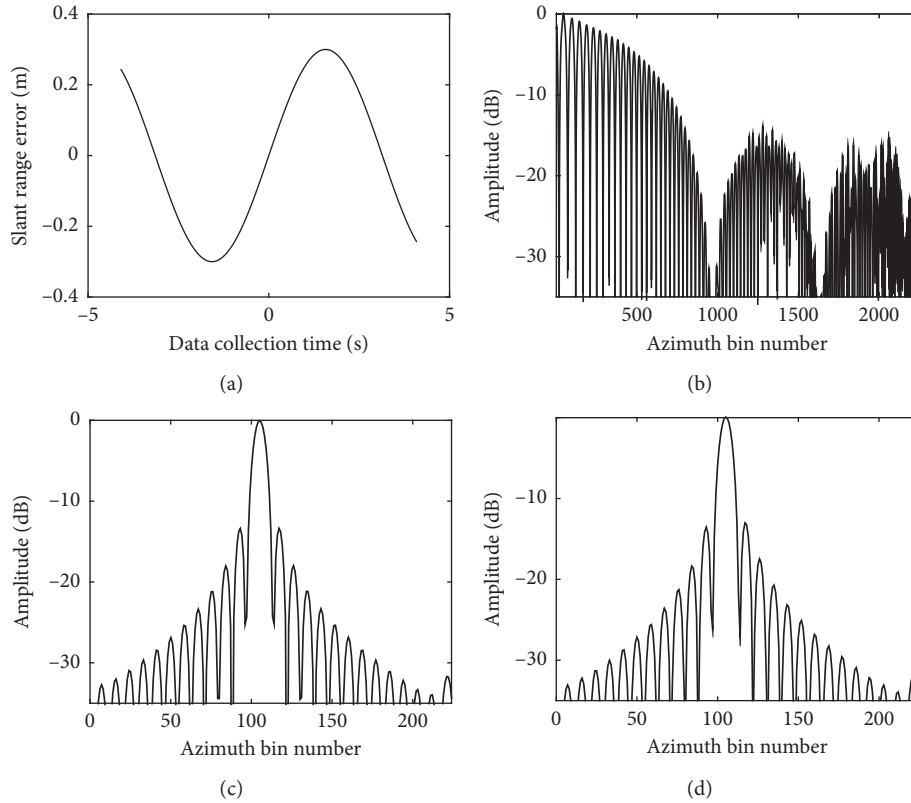 0.4
0.2
0
–0.2
–0.4
Slant range error (m)
–5
0
5
Data collection time (s)
(a)
0
–10
–20
–30
Amplitude (dB)
500
1000
1500
2000
Azimuth bin number
(b)
0
–10
–20
–30
Amplitude (dB)
0
50
100
150
200
Azimuth bin number
(c)
0
–10
–20
–30
Amplitude (dB)
0
50
100
150
200
Azimuth bin number
(d)